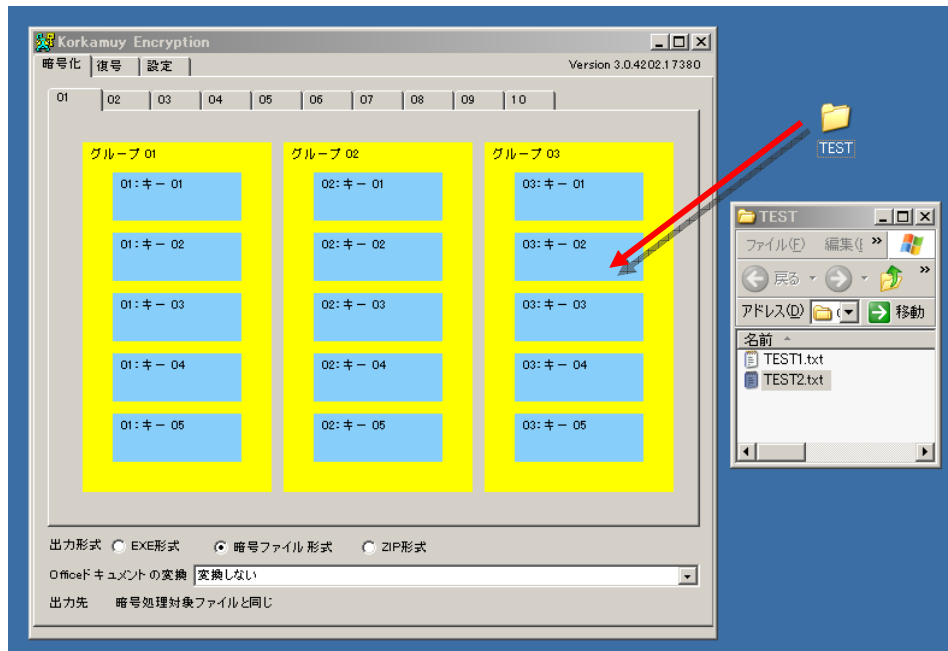 Korkamuy Encryption
暗号化 復号 設定 Version 3.0.4202.17380
01 02 03 04 05 06 07 08 09 10
グループ 01 グループ 02 グループ 03
01:キー 01 02:キー 01 03:キー 01
01:キー 02 02:キー 02 03:キー 02
01:キー 03 02:キー 03 03:キー 03
01:キー 04 02:キー 04 03:キー 04
01:キー 05 02:キー 05 03:キー 05
出力形式 EXE形式 暗号ファイル形式 ZIP形式
Officeドキュメントの変換 変換しない
出力先 暗号処理対象ファイルと同じ
TEST
TEST
ファイル(F) 編集(
戻る
アドレス(D) 移動
名前
TEST1.txt
TEST2.txt